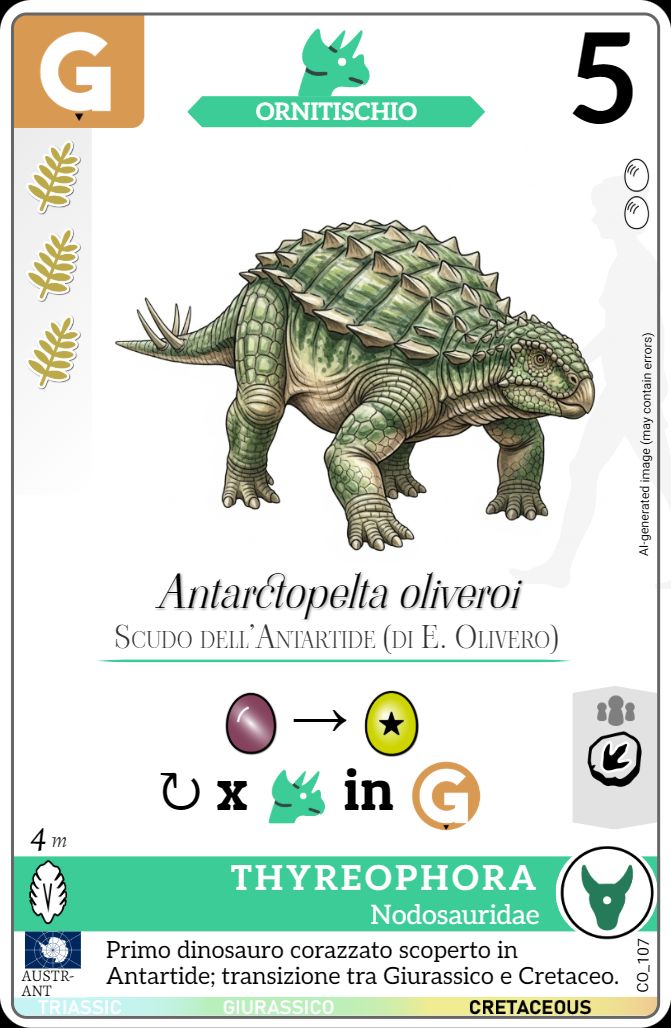 G
ORNITISCHIO
5
AI-generated image (may contain errors)
Antarctopelta oliveroi
Scudo dell'Antartide (di E. Olivero)
x in G
4 m
THYREOPHORA
Nodosauridae
AUSTR-
ANT
Primo dinosauro corazzato scoperto in
Antartide; transizione tra Giurassico e Cretaceo.
CO_107
TRIASSIC GIURASSICO CRETACEOUS